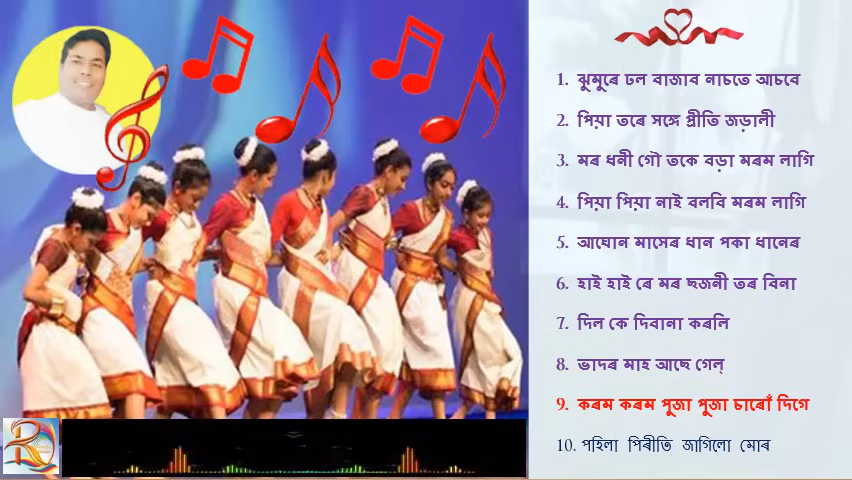 1. ঝুমুৰে ঢল বাজাব নাচতে আচবে
2. পিয়া তৰে সঙ্গে প্ৰীতি জড়ালী
3. মৰ ধনী গৌ তকে বড়া মৰম লাগি
4. পিয়া পিয়া নাই বলবি মৰম লাগি
5. আঘোন মাসেৰ ধান পকা ধানেৰ
6. হাই হাই ৰে মৰ ছজনী তৰ বিনা
7. দিল কে দিবানা কৰলি
8. ভাদৰ মাহ আছে গেল্
9. কৰম কৰম পুজা পুজা চাৰোঁ দিগে
10. পহিলা পিৰীতি জাগিলো মোৰ